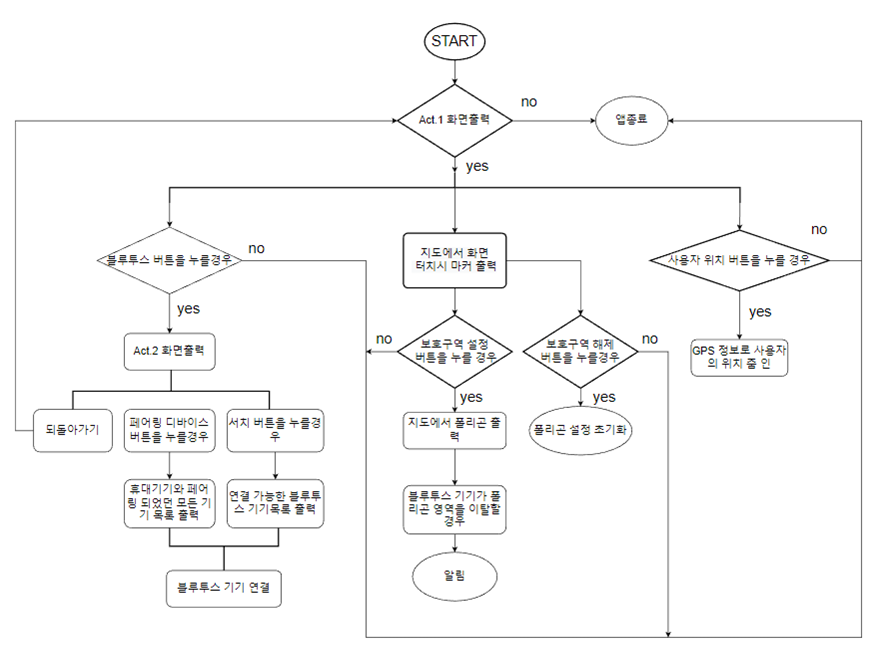 START
no
Act.1 화면출력
앱종료
yes
no
no
블루투스 버튼을 누를경우
지도에서 화면
터치시 마커 출력
사용자 위치 버튼을 누를 경우
yes
yes
no
no
Act.2 화면출력
보호구역 설정
버튼을 누를 경우
보호구역 해제
버튼을 누를경우
GPS 정보로 사용자
의 위치 줌 인
yes
yes
되돌아가기
페어링 디바이스
버튼을 누를경우
서치 버튼을 누를경
우
지도에서 폴리곤 출
력
폴리곤 설정 초기화
휴대기기와 페어
링 되었던 모든 기
기 목록 출력
연결 가능한 블루투
스 기기목록 출력
블루투스 기기가 폴
리곤 영역을 이탈할
경우
블루투스 기기 연결
알림